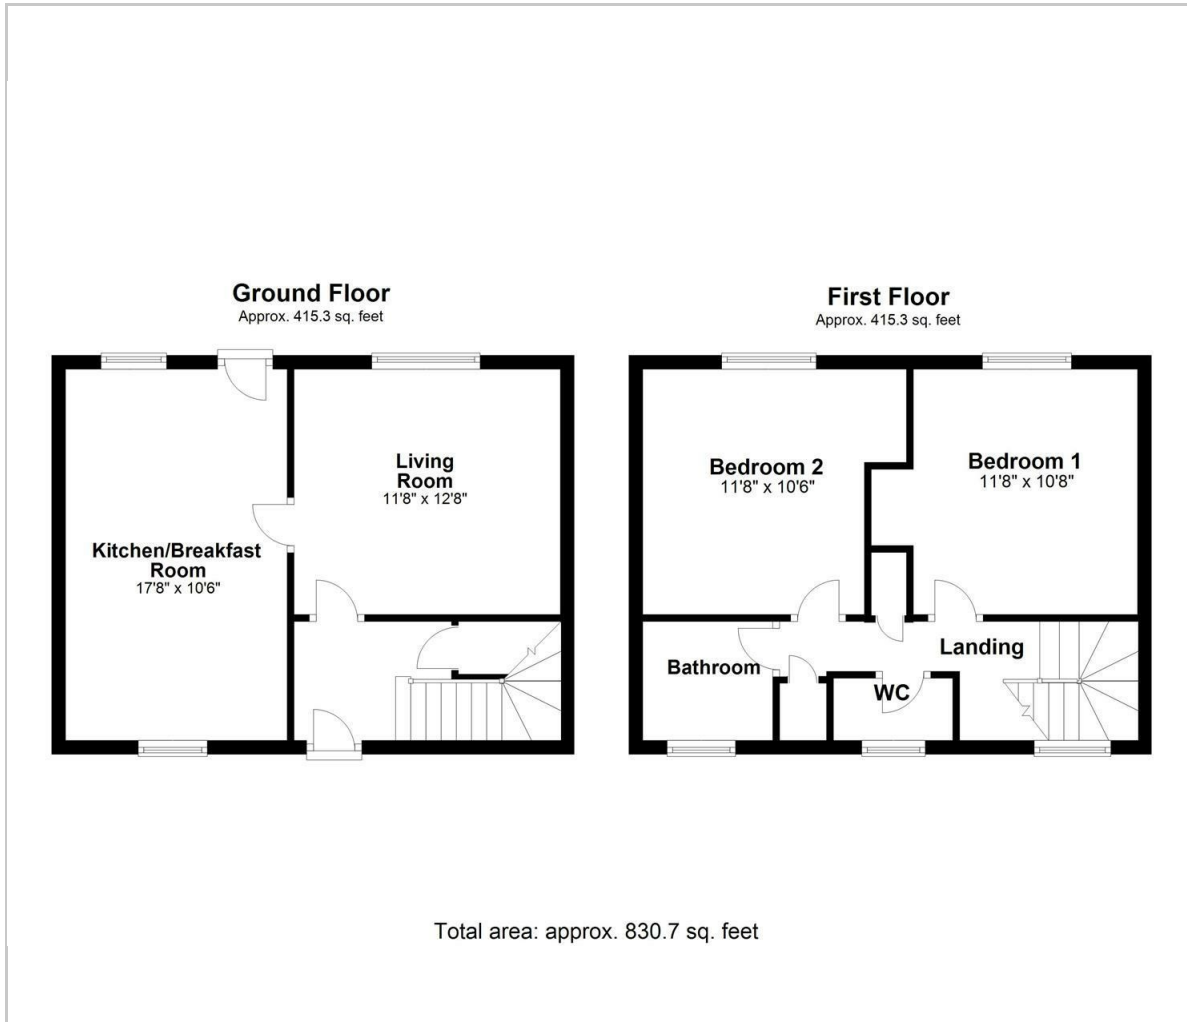 Ground Floor
Approx. 415.3 sq. feet
Living
Room
11'8" x 12'8"
Kitchen/Breakfast
Room
17'8" x 10'6"
First Floor
Approx. 415.3 sq. feet
Bedroom 2
11'8" x 10'6"
Bedroom 1
11'8" x 10'8"
Landing
Bathroom
WC
Total area: approx. 830.7 sq. feet